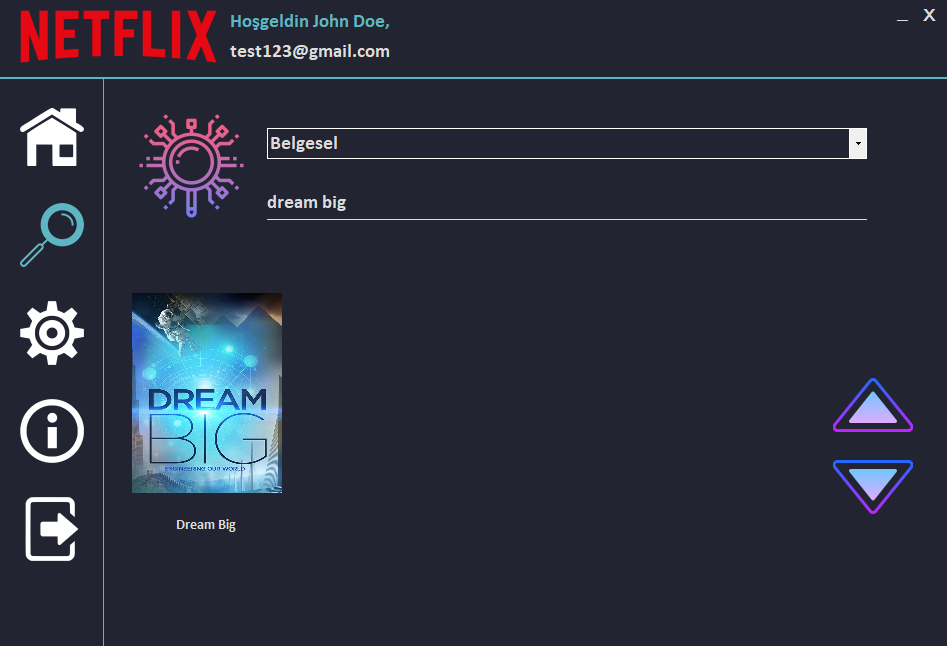 NETFLIX
Hoşgeldin John Doe,
test123@gmail.com
_ X
Belgesel
dream big
DREAM
BIG
ENGINEERING OUR WORLD
Dream Big